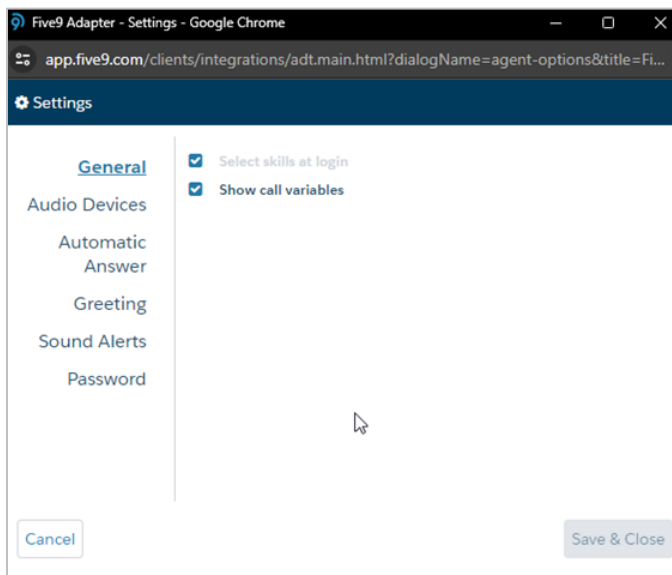 Five9 Adapter - Settings - Google Chrome
app.five9.com/clients/integrations/adt.main.html?dialogName=agent-options&title=Fi...
Settings
General
Audio Devices
Automatic
Answer
Greeting
Sound Alerts
Password
Select skills at login
Show call variables
Cancel
Save & Close